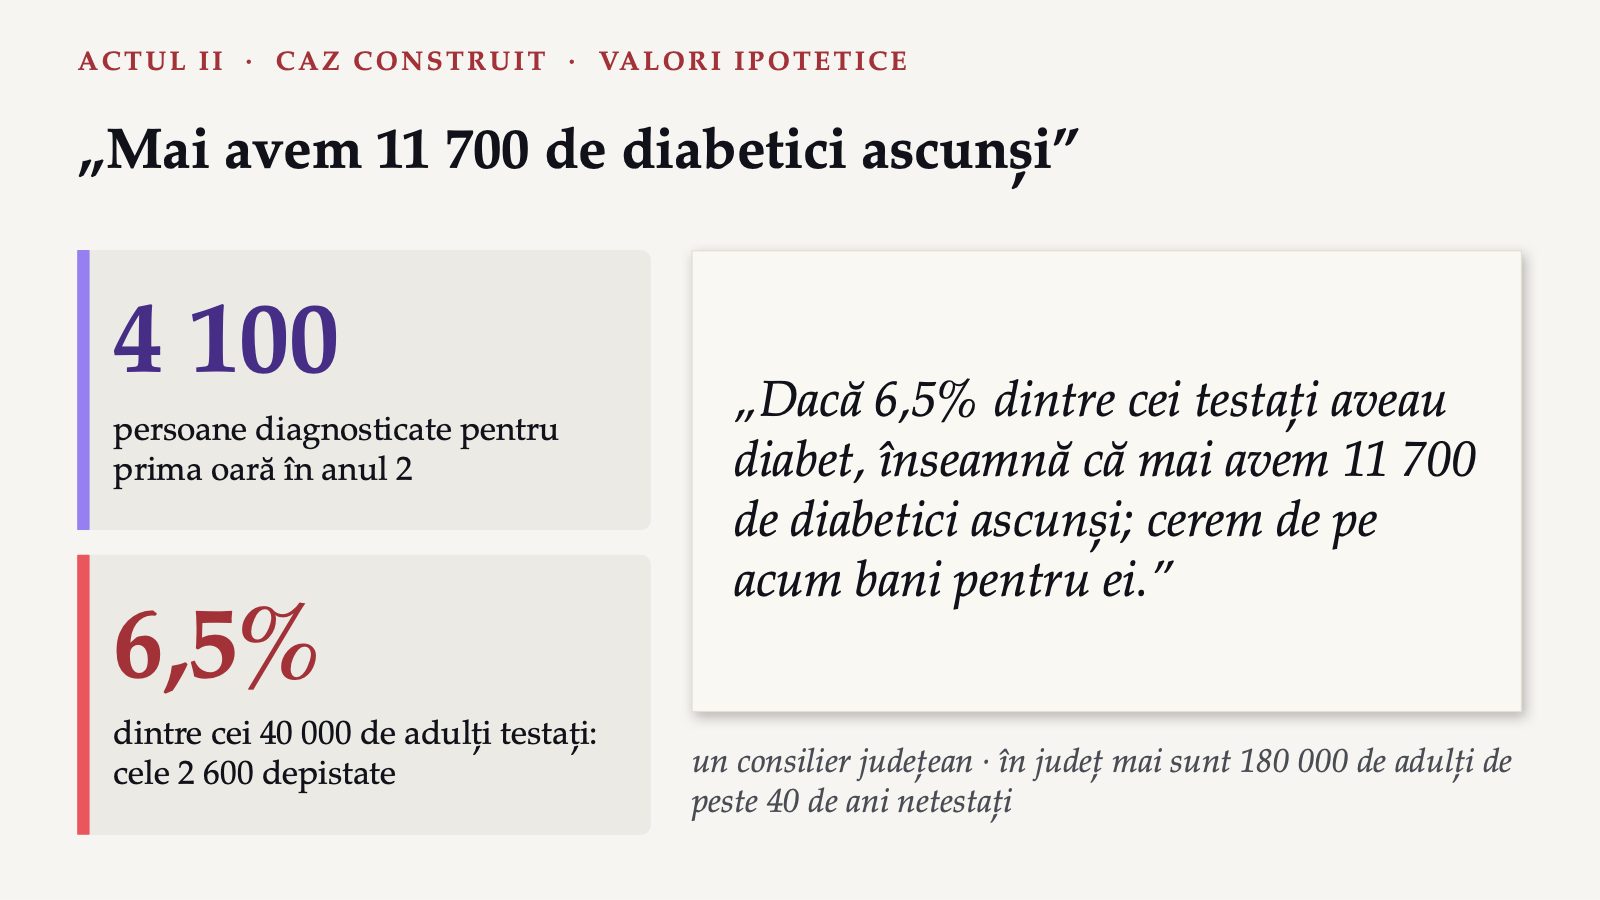 ACTUL II · CAZ CONSTRUIT · VALORI IPOTETICE
„Mai avem 11 700 de diabetici ascunși”
4 100
persoane diagnosticate pentru
prima oară în anul 2
6,5%
dintre cei 40 000 de adulți testați:
cele 2 600 depistate
„Dacă 6,5% dintre cei testați aveau
diabet, înseamnă că mai avem 11 700
de diabetici ascunși; cerem de pe
acum bani pentru ei.”
un consilier județean · în județ mai sunt 180 000 de adulți de
peste 40 de ani netestați